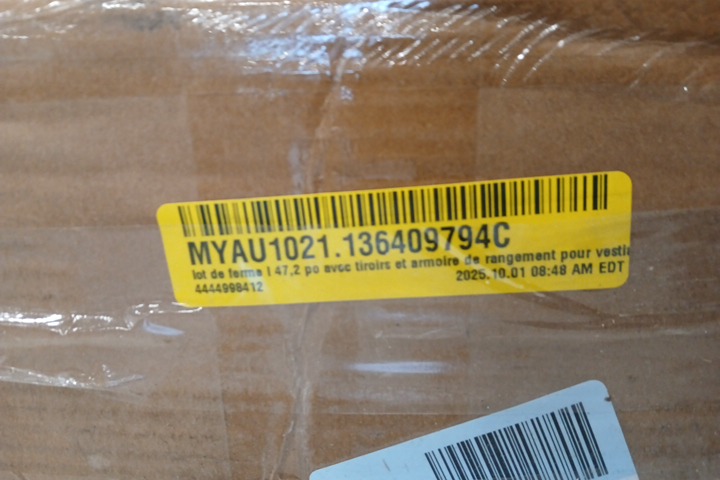 MYAU1021.136409794C
lot de ferme l 47,2 po avec tiroirs et armoire de rangement pour vesti
2025.10.01 08:48 AM EDT
4444998412